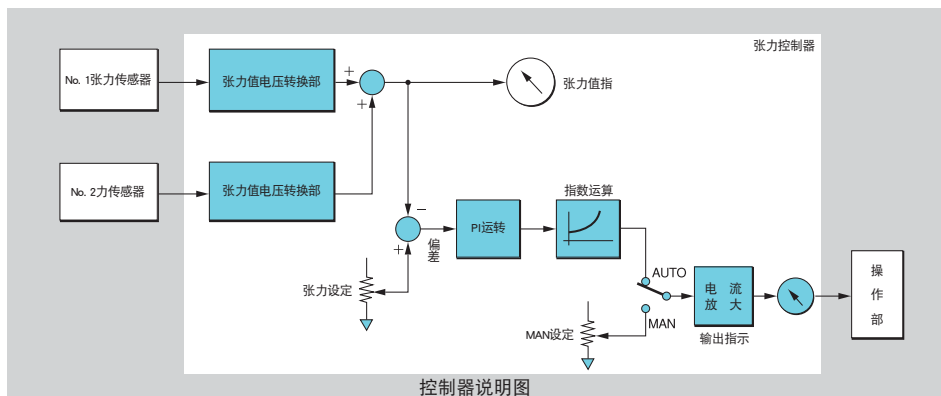 张力控制器
No. 1张力传感器
张力值电压转换部
+
+
张力值指
No. 2力传感器
张力值电压转换部
−
+
偏差
PI运转
指数运算
张力设定
AUTO
MAN
MAN设定
电 流
放 大
输出指示
操
作
部
控制器说明图